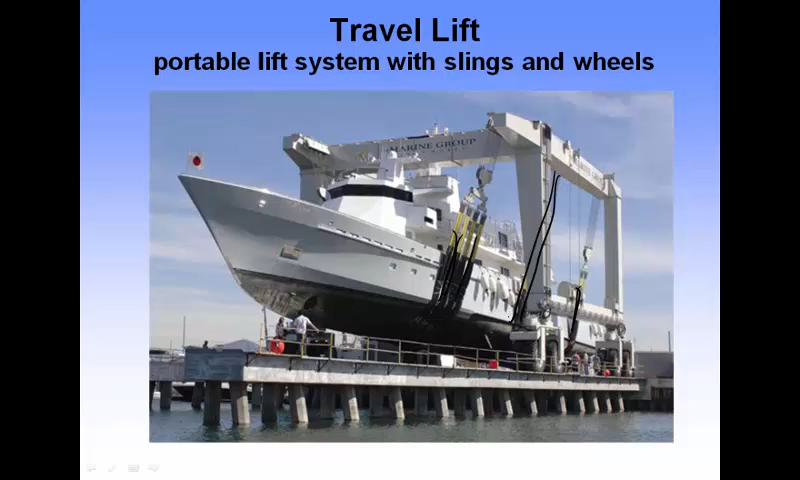 Travel Lift
portable lift system with slings and wheels
MARINE GROUP